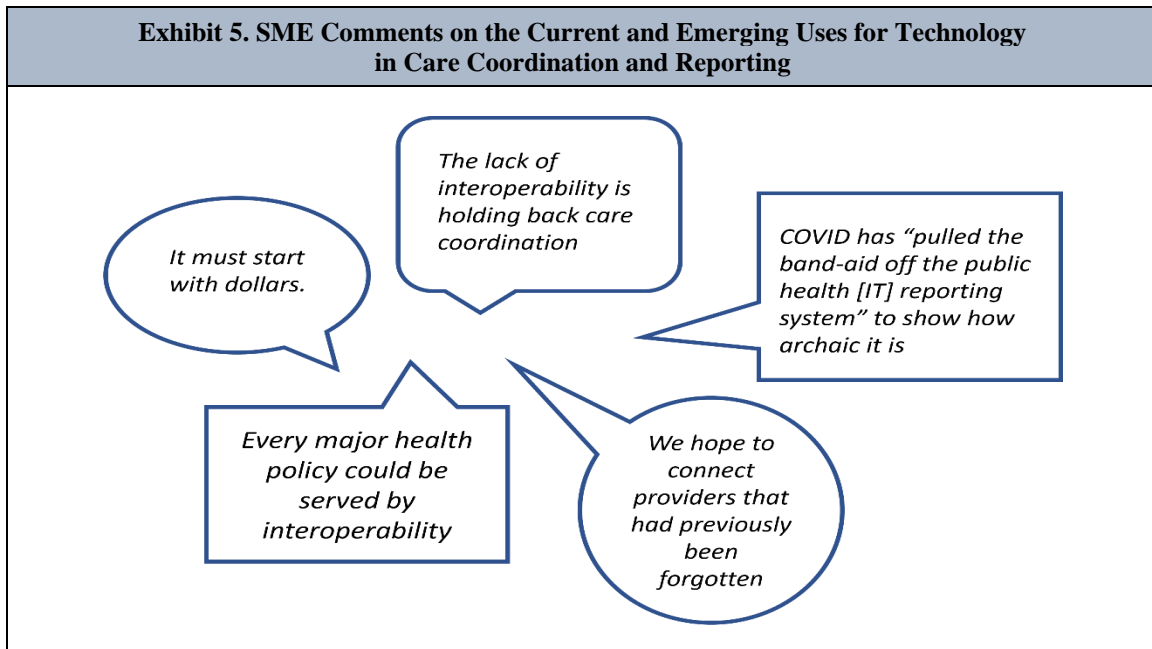 Exhibit 5. SME Comments on the Current and Emerging Uses for Technology
in Care Coordination and Reporting
The lack of
interoperability is
holding back care
coordination
It must start
with dollars.
COVID has “pulled the
band-aid off the public
health [IT] reporting
system” to show how
archaic it is
Every major health
policy could be
served by
interoperability
We hope to
connect
providers that
had previously
been
forgotten